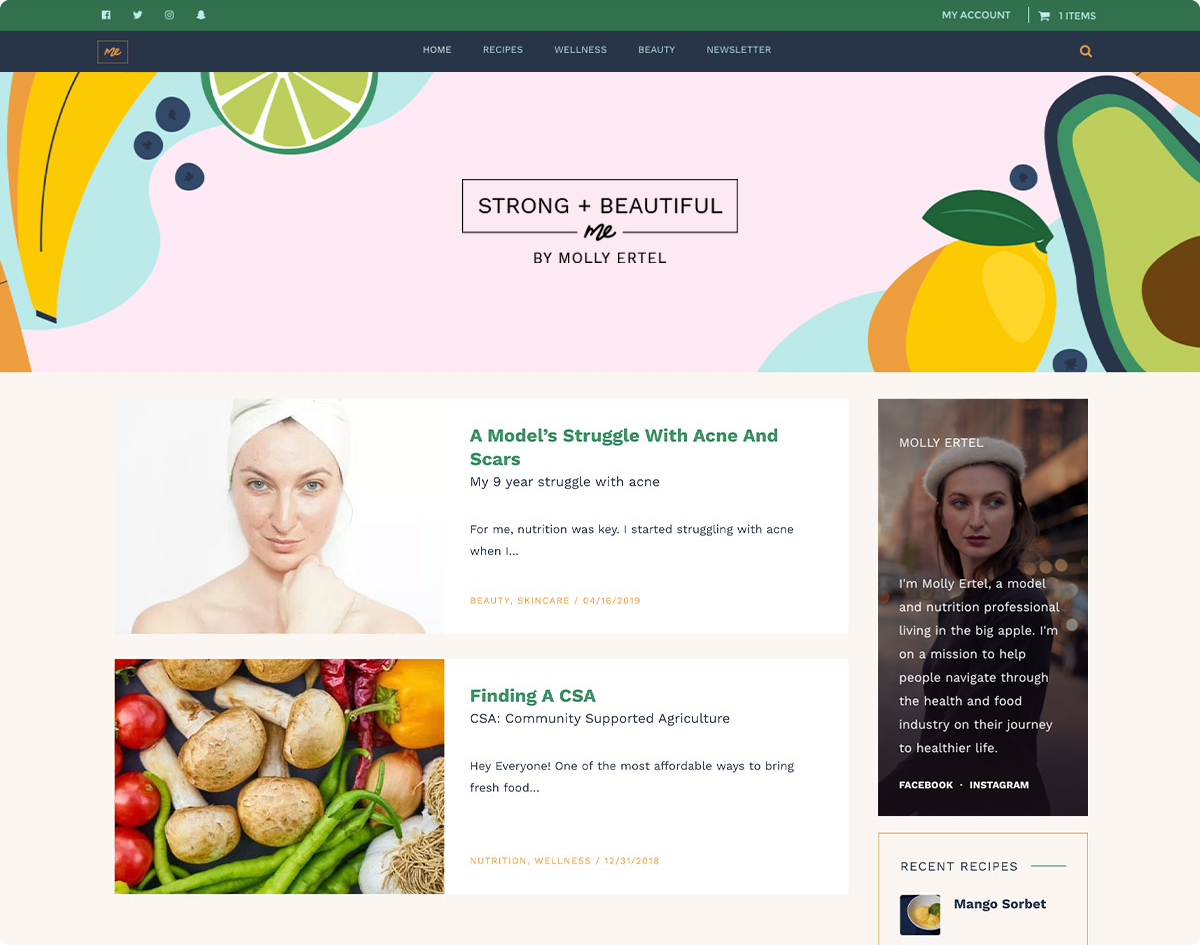 MY ACCOUNT
1 ITEMS
me
HOME
RECIPES
WELLNESS
BEAUTY
NEWSLETTER
STRONG + BEAUTIFUL
me
BY MOLLY ERTEL
A Model’s Struggle With Acne And
Scars
My 9 year struggle with acne
For me, nutrition was key. I started struggling with acne
when I...
BEAUTY, SKINCARE / 04/16/2019
Finding A CSA
CSA: Community Supported Agriculture
Hey Everyone! One of the most affordable ways to bring
fresh food...
NUTRITION, WELLNESS / 12/31/2018
MOLLY ERTEL
I'm Molly Ertel, a model
and nutrition professional
living in the big apple. I'm
on a mission to help
people navigate through
the health and food
industry on their journey
to healthier life.
FACEBOOK · INSTAGRAM
RECENT RECIPES
Mango Sorbet